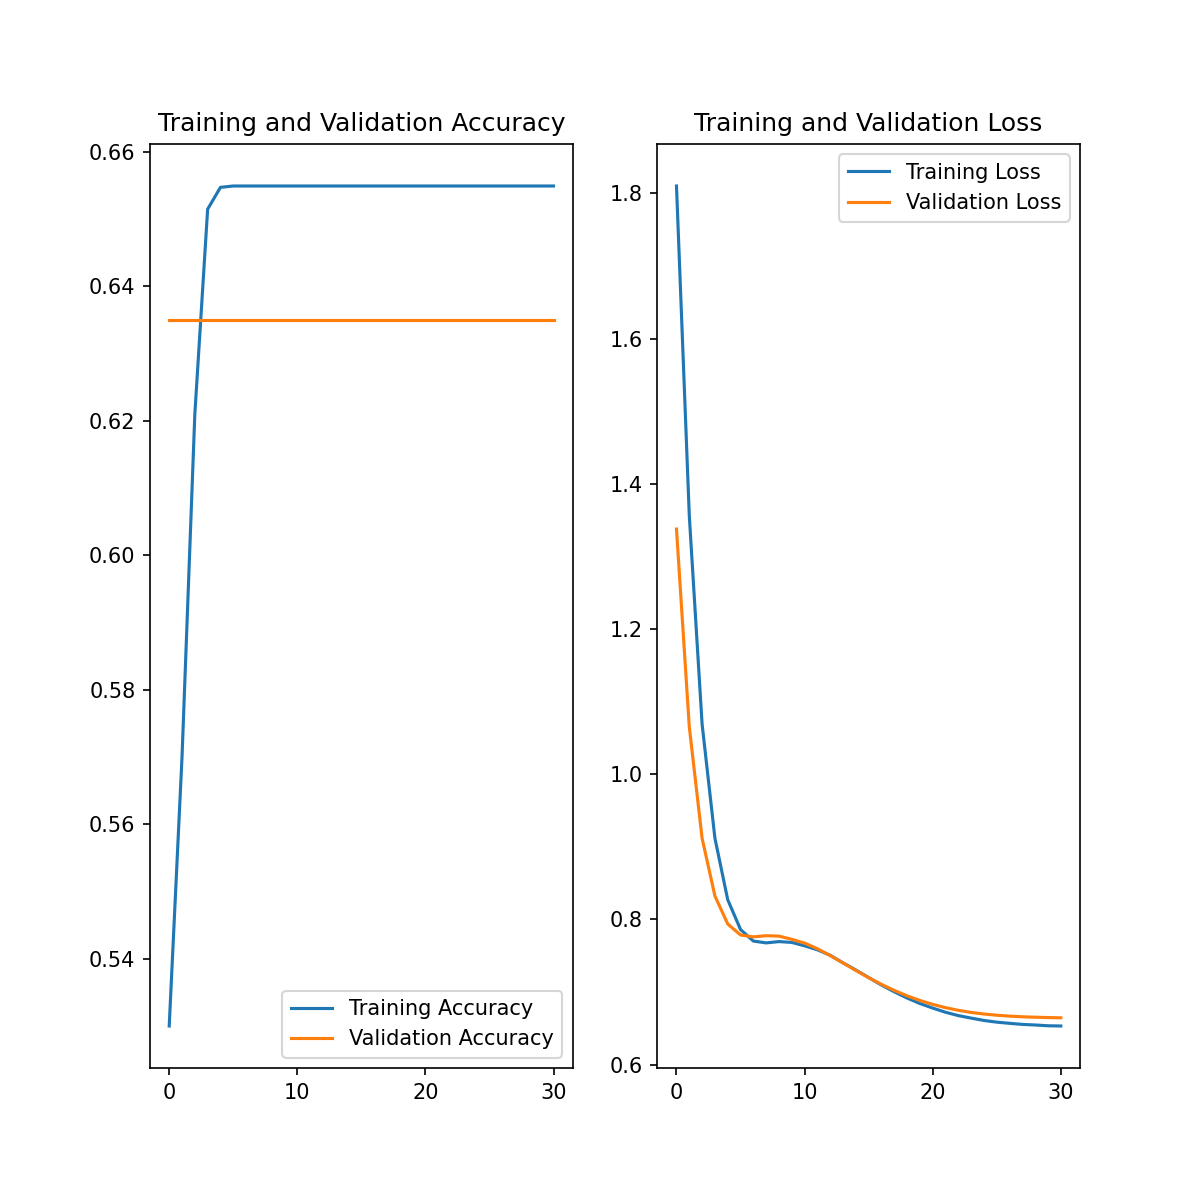 Training and Validation Accuracy
0.66
0.64
0.62
0.60
0.58
0.56
0.54
0 10 20 30
Training Accuracy
Validation Accuracy
Training and Validation Loss
1.8
1.6
1.4
1.2
1.0
0.8
0.6
0 10 20 30
Training Loss
Validation Loss